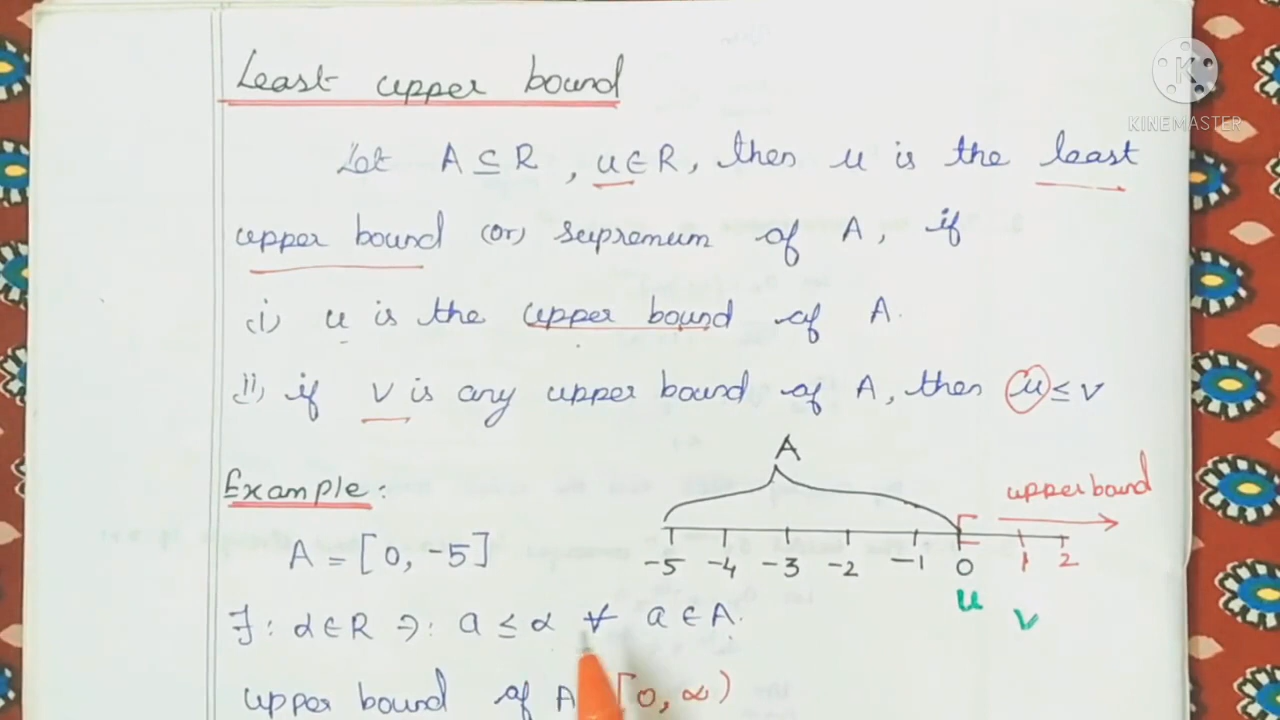 Least upper bound
KINEMASTER
Let A ⊆ R, u ∈ R, then u is the least
upper bound (or) supremum of A, if
(i) u is the upper bound of A.
ii) if v is any upper bound of A, then u ≤ v
Example:
A
upper bound
A = [0, -5]
-5 -4 -3 -2 -1 0 1 2
u
v
∃: α ∈ R ∋: a ≤ α ∀ a ∈ A.
upper bound of A [0, ∞)